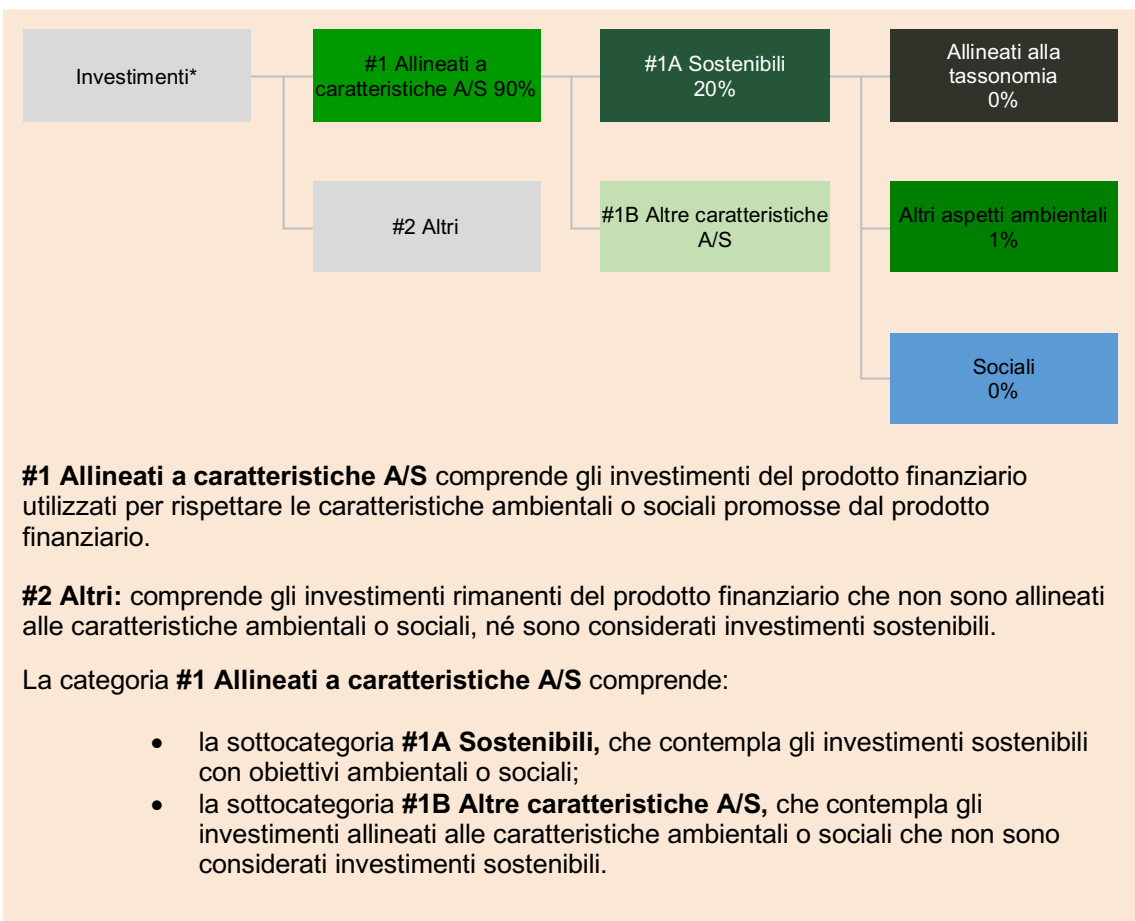 Investimenti*
#1 Allineati a
caratteristiche A/S 90%
#1A Sostenibili
20%
Allineati alla
tassonomia
0%
#2 Altri
#1B Altre caratteristiche
A/S
Altri aspetti ambientali
1%
Sociali
0%
#1 Allineati a caratteristiche A/S comprende gli investimenti del prodotto finanziario
utilizzati per rispettare le caratteristiche ambientali o sociali promosse dal prodotto
finanziario.
#2 Altri: comprende gli investimenti rimanenti del prodotto finanziario che non sono allineati
alle caratteristiche ambientali o sociali, né sono considerati investimenti sostenibili.
La categoria #1 Allineati a caratteristiche A/S comprende:
• la sottocategoria #1A Sostenibili, che contempla gli investimenti sostenibili
con obiettivi ambientali o sociali;
• la sottocategoria #1B Altre caratteristiche A/S, che contempla gli
investimenti allineati alle caratteristiche ambientali o sociali che non sono
considerati investimenti sostenibili.